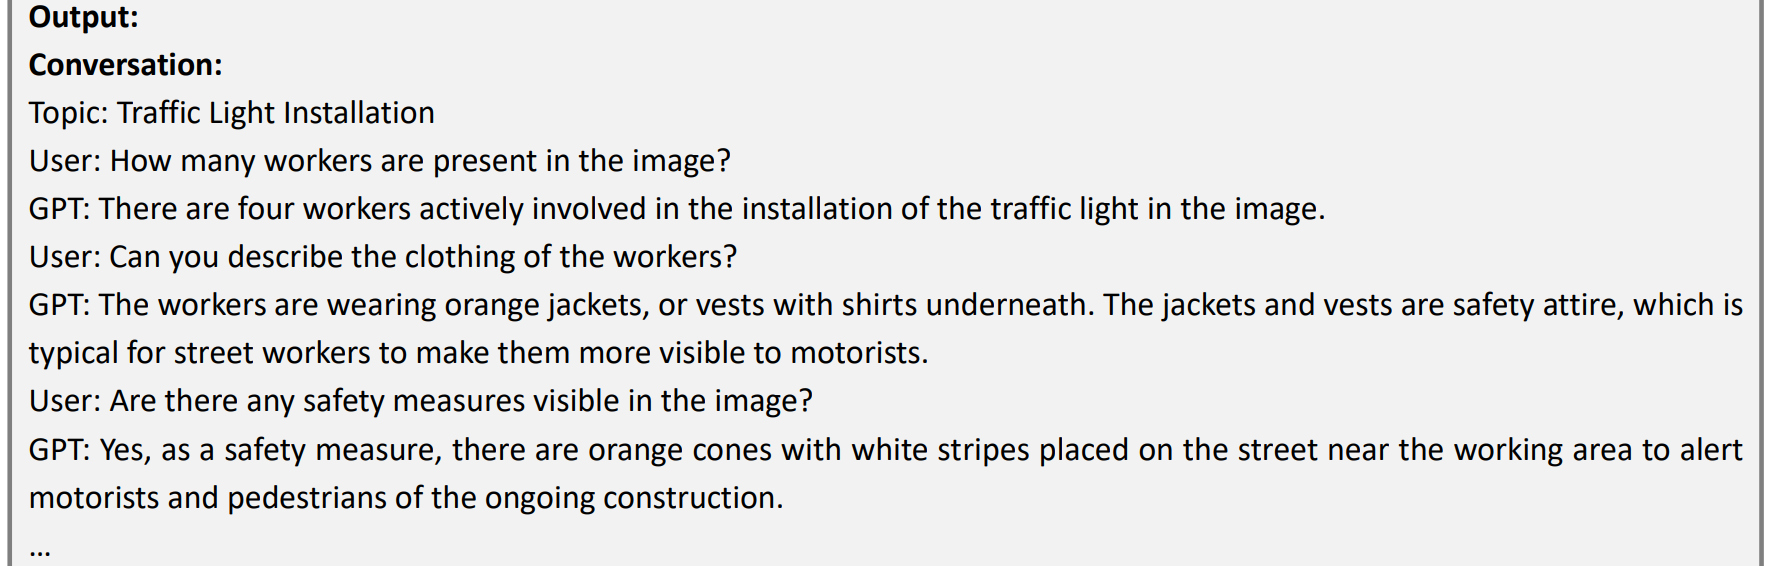 Output:
Conversation:
Topic: Traffic Light Installation
User: How many workers are present in the image?
GPT: There are four workers actively involved in the installation of the traffic light in the image.
User: Can you describe the clothing of the workers?
GPT: The workers are wearing orange jackets, or vests with shirts underneath. The jackets and vests are safety attire, which is
typical for street workers to make them more visible to motorists.
User: Are there any safety measures visible in the image?
GPT: Yes, as a safety measure, there are orange cones with white stripes placed on the street near the working area to alert
motorists and pedestrians of the ongoing construction.
...